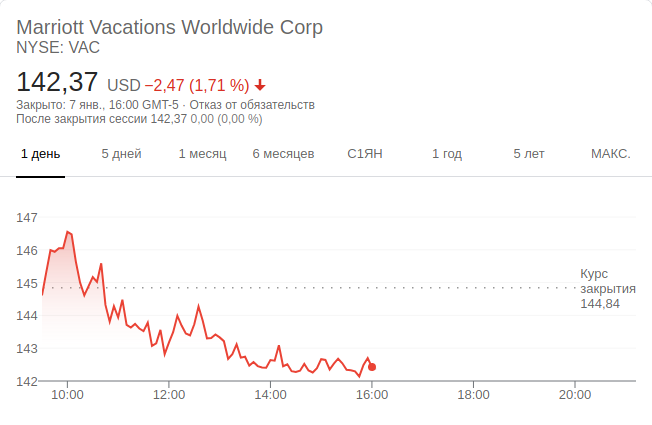 Marriott Vacations Worldwide Corp
NYSE: VAC
142,37 USD −2,47 (1,71 %)
Закрыто: 7 янв., 16:00 GMT-5 · Отказ от обязательств
После закрытия сессии 142,37 0,00 (0,00 %)
1 день 5 дней 1 месяц 6 месяцев С1ЯН 1 год 5 лет МАКС.
147
146
145
144
143
142
Курс
закрытия
144,84
10:00 12:00 14:00 16:00 18:00 20:00